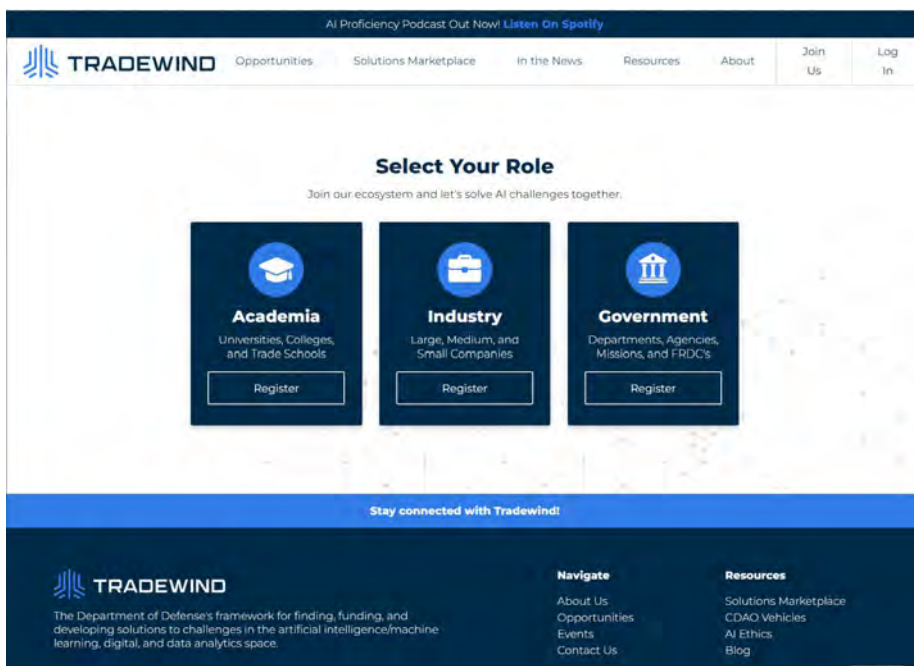 AI Proficiency Podcast Out Now! Listen On Spotify
TRADEWIND
Opportunities
Solutions Marketplace
In the News
Resources
About
Join
Us
Log
In
Select Your Role
Join our ecosystem and let's solve AI challenges together.
Academia
Universities, Colleges,
and Trade Schools
Register
Industry
Large, Medium, and
Small Companies
Register
Government
Departments, Agencies,
Missions, and FRDC's
Register
Stay connected with Tradewind!
TRADEWIND
The Department of Defense's framework for finding, funding, and
developing solutions to challenges in the artificial intelligence/machine
learning, digital, and data analytics space.
Navigate
About Us
Opportunities
Events
Contact Us
Resources
Solutions Marketplace
CDAO Vehicles
AI Ethics
Blog